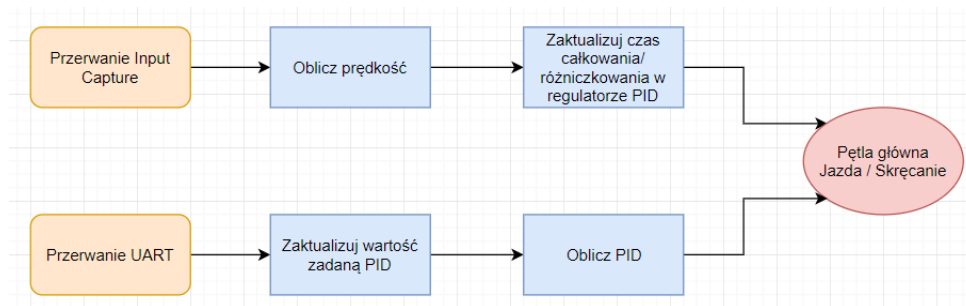 Przerwanie Input
Capture
Oblicz prędkość
Zaktualizuj czas
całkowania/
różniczkowania w
regulatorze PID
Pętla główna
Jazda / Skręcanie
Przerwanie UART
Zaktualizuj wartość
zadaną PID
Oblicz PID